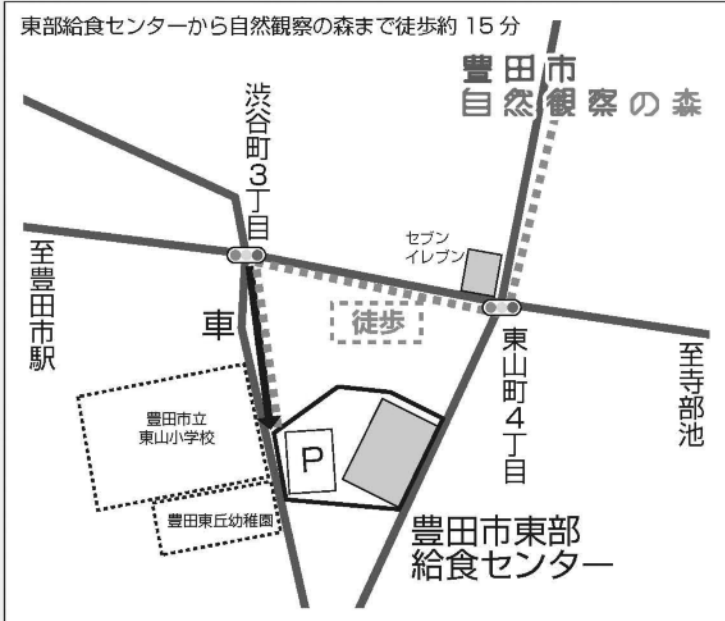 東部給食センターから自然観察の森まで徒歩約 15 分
豊田市
自然観察の森
渋谷町3丁目
セブン
イレブン
至豊田市駅
車
徒歩
東山町4丁目
至寺部池
豊田市立
東山小学校
P
豊田東丘幼稚園
豊田市東部
給食センター